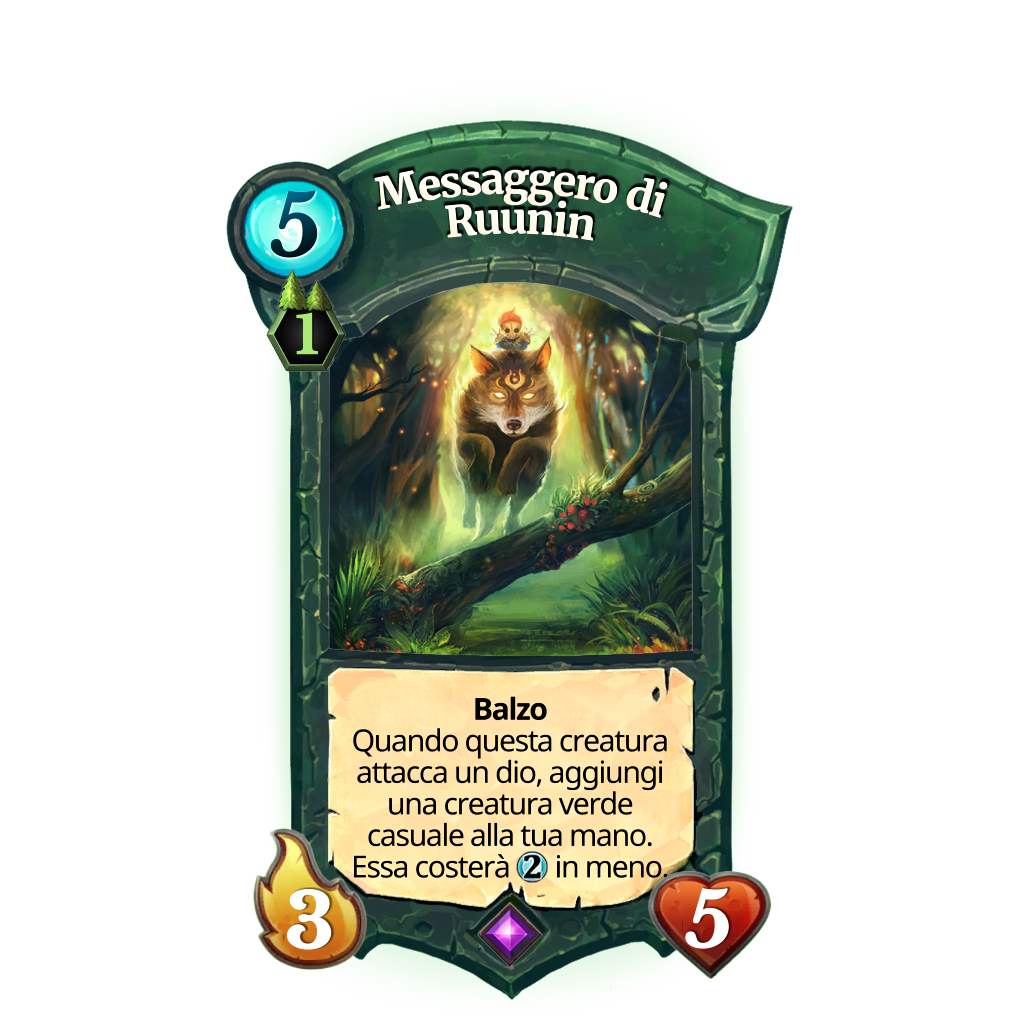 5
Messaggero di
Ruunin
1
Balzo
Quando questa creatura
attacca un dio, aggiungi
una creatura verde
casuale alla tua mano.
Essa costerà 2 in meno.
3
5